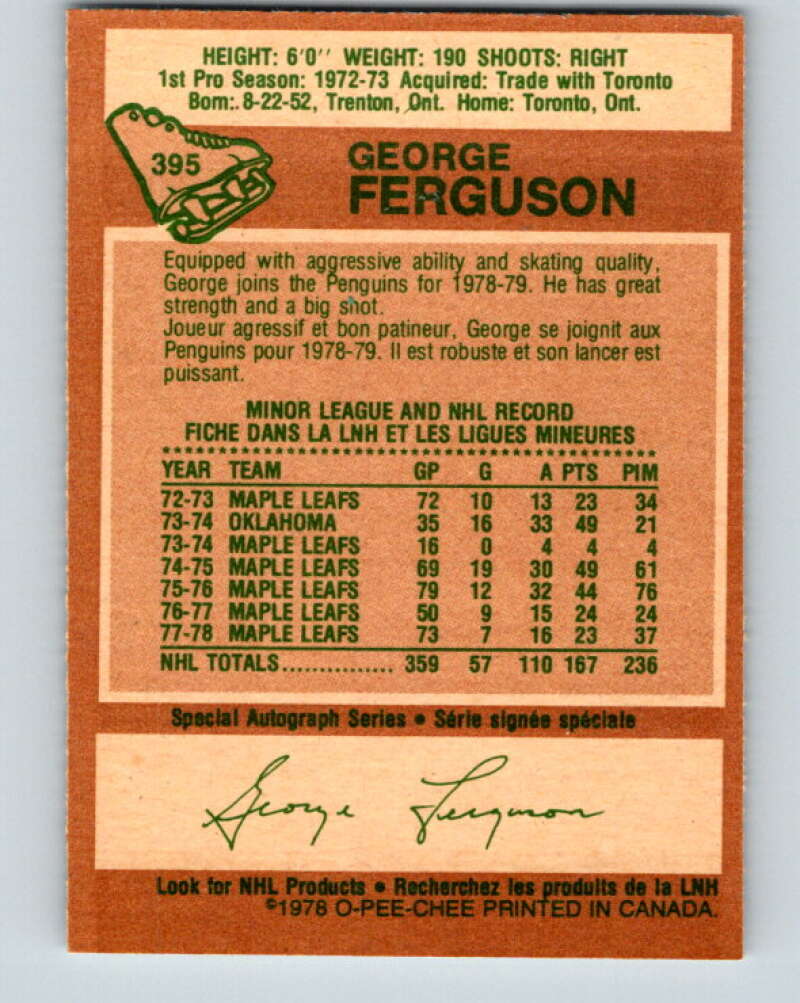 HEIGHT: 6'0'' WEIGHT: 190 SHOOTS: RIGHT
1st Pro Season: 1972-73 Acquired: Trade with Toronto
Born:. 8-22-52, Trenton, Ont. Home: Toronto, Ont.
395
GEORGE
FERGUSON
Equipped with aggressive ability and skating quality,
George joins the Penguins for 1978-79. He has great
strength and a big shot.
Joueur agressif et bon patineur, George se joignit aux
Penguins pour 1978-79. Il est robuste et son lancer est
puissant.
MINOR LEAGUE AND NHL RECORD
FICHE DANS LA LNH ET LES LIGUES MINEURES
YEAR TEAM GP G A PTS PIM
72-73 MAPLE LEAFS 72 10 13 23 34
73-74 OKLAHOMA 35 16 33 49 21
73-74 MAPLE LEAFS 16 0 4 4 4
74-75 MAPLE LEAFS 69 19 30 49 61
75-76 MAPLE LEAFS 79 12 32 44 76
76-77 MAPLE LEAFS 50 9 15 24 24
77-78 MAPLE LEAFS 73 7 16 23 37
NHL TOTALS............... 359 57 110 167 236
Special Autograph Series • Série signée spéciale
George Ferguson
Look for NHL Products • Recherchez les produits de la LNH
©1978 O-PEE-CHEE PRINTED IN CANADA.